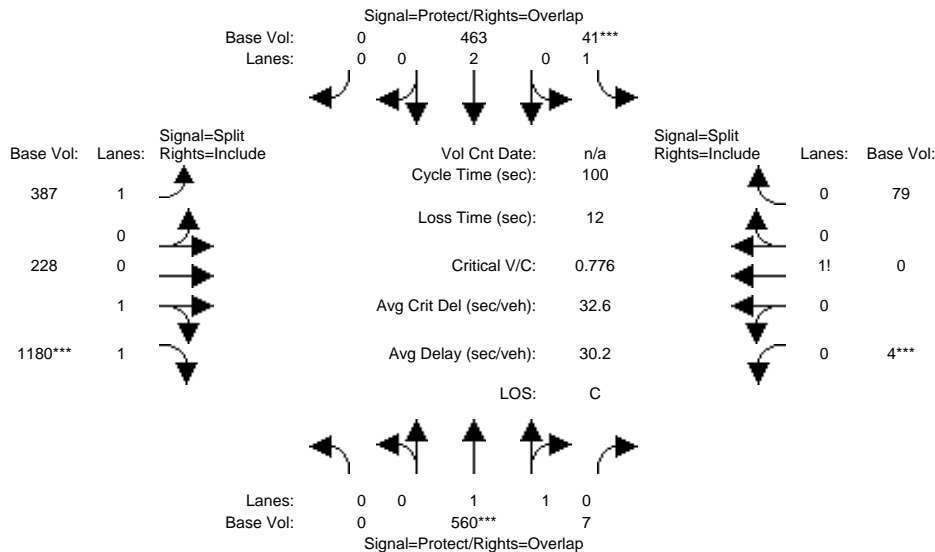 Signal=Protect/Rights=Overlap
Base Vol: 0 463 41***
Lanes: 0 0 2 0 1
Signal=Split
Base Vol: Lanes: Rights=Include
387 1
0
228 0
1
1180*** 1
Vol Cnt Date: n/a
Cycle Time (sec): 100
Loss Time (sec): 12
Critical V/C: 0.776
Avg Crit Del (sec/veh): 32.6
Avg Delay (sec/veh): 30.2
LOS: C
Signal=Split
Rights=Include Lanes: Base Vol:
0 79
0
1! 0
0
0 4***
Lanes: 0 0 1 1 0
Base Vol: 0 560*** 7
Signal=Protect/Rights=Overlap